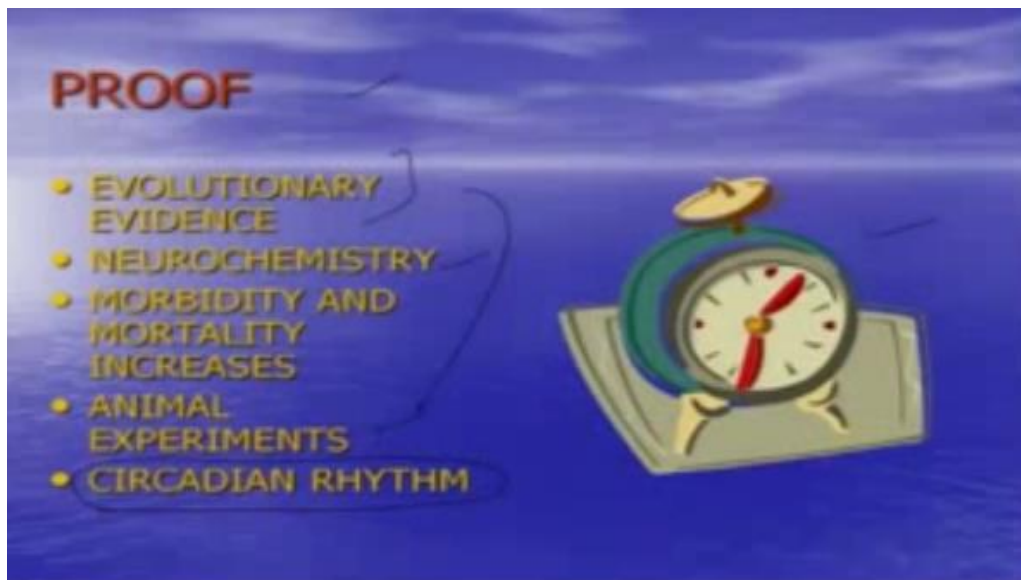 PROOF
• EVOLUTIONARY
EVIDENCE
• NEUROCHEMISTRY
• MORBIDITY AND
MORTALITY
INCREASES
• ANIMAL
EXPERIMENTS
• CIRCADIAN RHYTHM